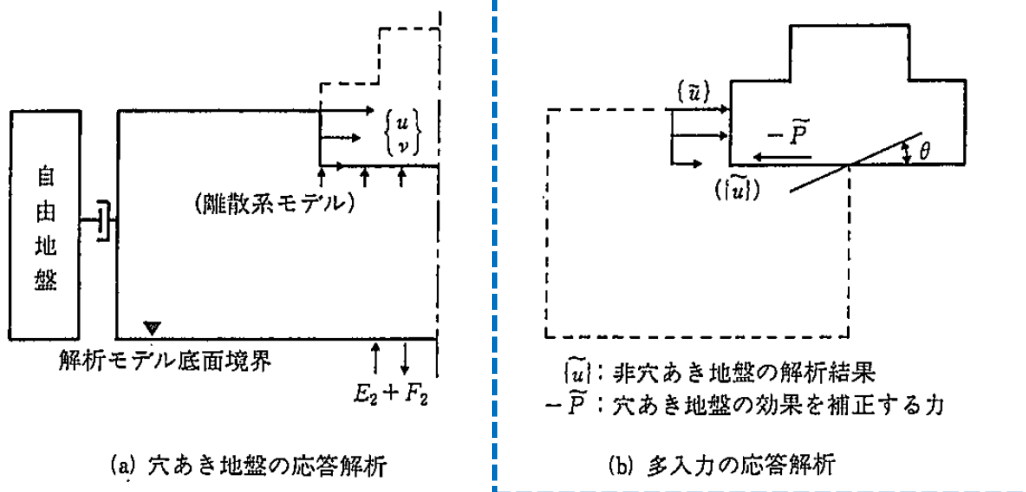 自由地盤
{u
v}
(離散系モデル)
解析モデル底面境界
E₂+F₂
(a) 穴あき地盤の応答解析
{ũ}
−P̃
θ
({ũ})
{ũ}:非穴あき地盤の解析結果
−P̃:穴あき地盤の効果を補正する力
(b) 多入力の応答解析